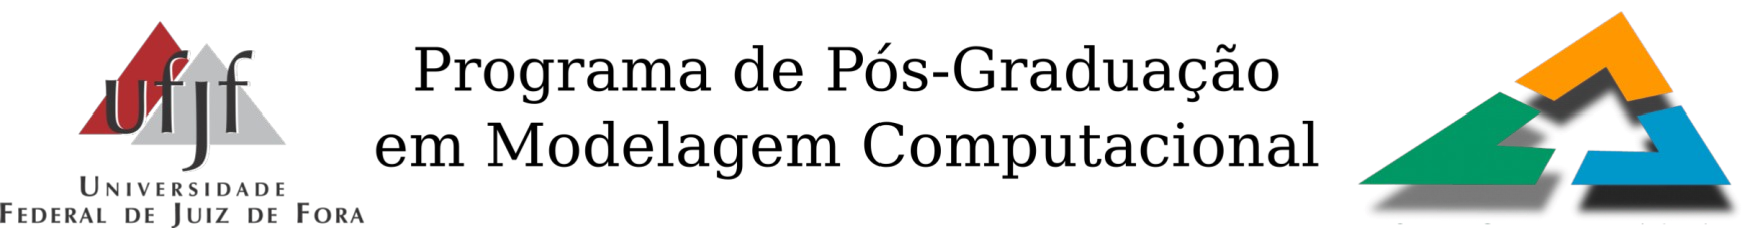 ufjf
UNIVERSIDADE
FEDERAL DE JUIZ DE FORA
Programa de Pós-Graduação
em Modelagem Computacional